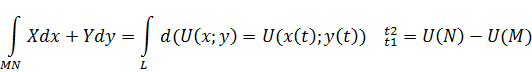 ∫ Xdx + Ydy = ∫ d(U(x; y) = U(x(t); y(t)) t2 t1 = U(N) − U(M)
MN L